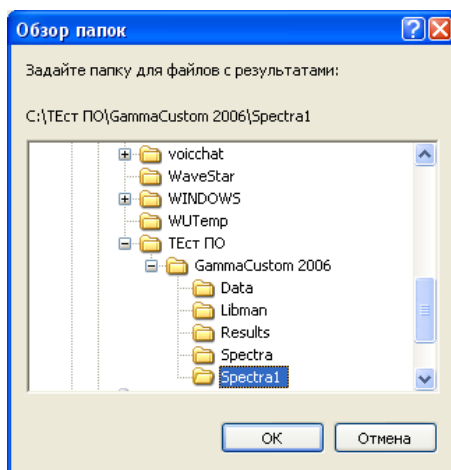 Обзор папок
Задайте папку для файлов с результатами:
C:\ТЕст ПО\GammaCustom 2006\Spectra1
voicchat
WaveStar
WINDOWS
WUTemp
ТЕст ПО
GammaCustom 2006
Data
Libman
Results
Spectra
Spectra1
ОК
Отмена